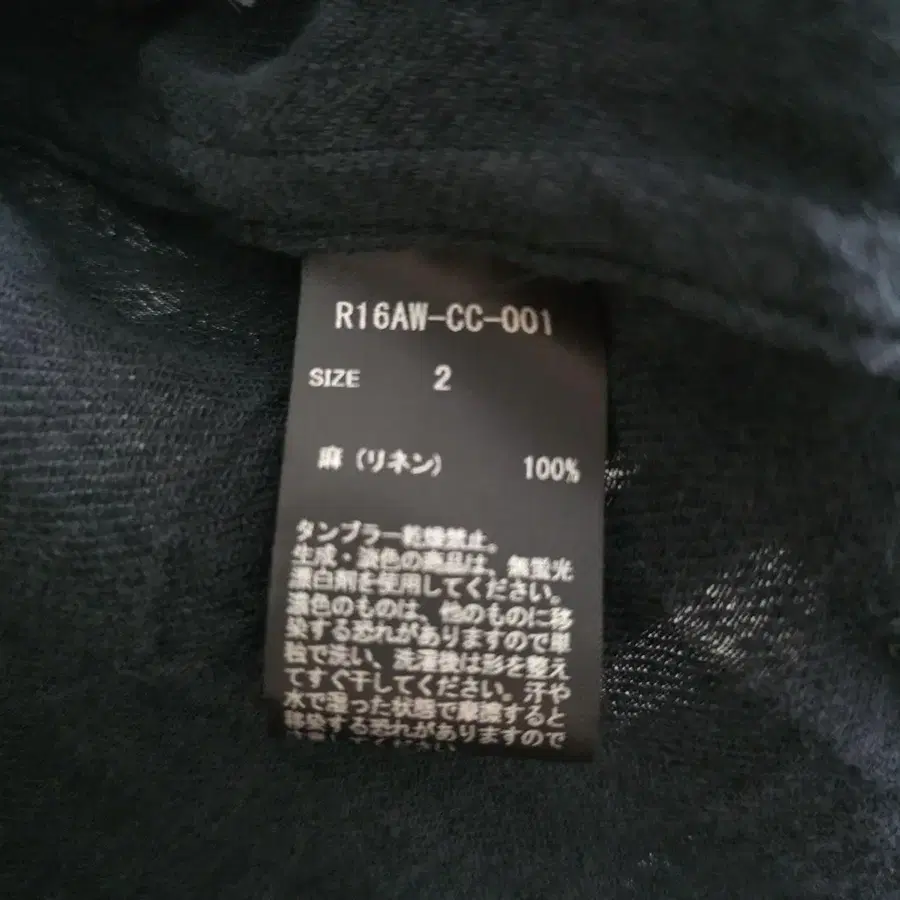 R16AW-CC-001
SIZE 2
麻 (リネン) 100%
タンブラー乾燥禁止。
生成・淡色の商品は、無蛍光
漂白剤を使用してください。
濃色のものは、他のものに移
染する恐れがありますので単
独で洗い、洗濯後は形を整え
てすぐ干してください。汗や
水で湿った状態で摩擦すると
移染する恐れがありますので